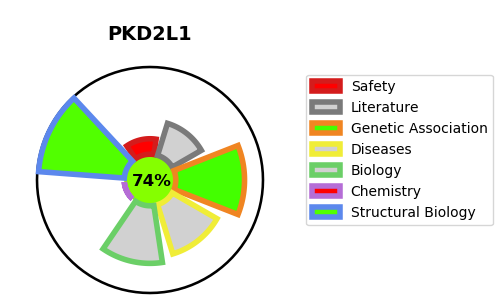 PKD2L1
74%
Safety
Literature
Genetic Association
Diseases
Biology
Chemistry
Structural Biology